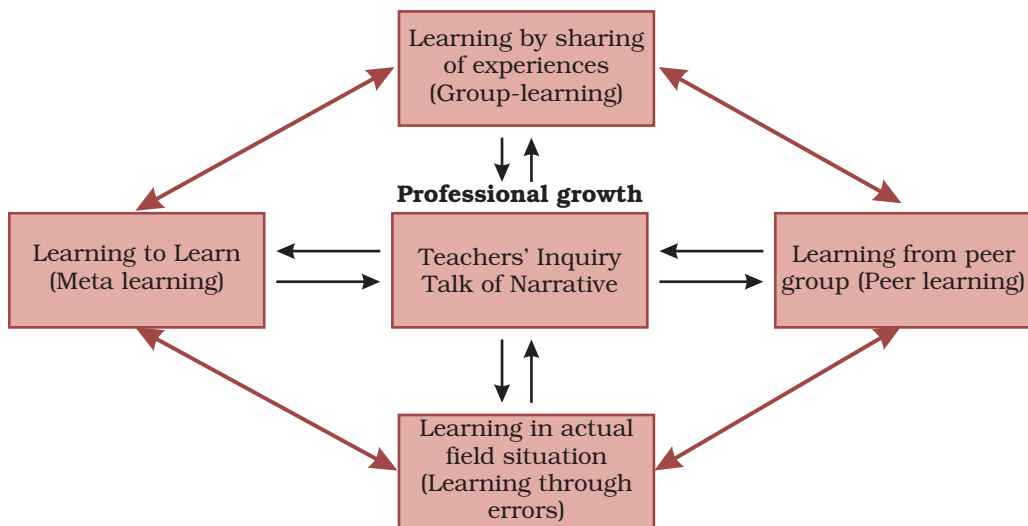 Learning by sharing
of experiences
(Group-learning)
Professional growth
Learning to Learn
(Meta learning)
Teachers’ Inquiry
Talk of Narrative
Learning from peer
group (Peer learning)
Learning in actual
field situation
(Learning through
errors)